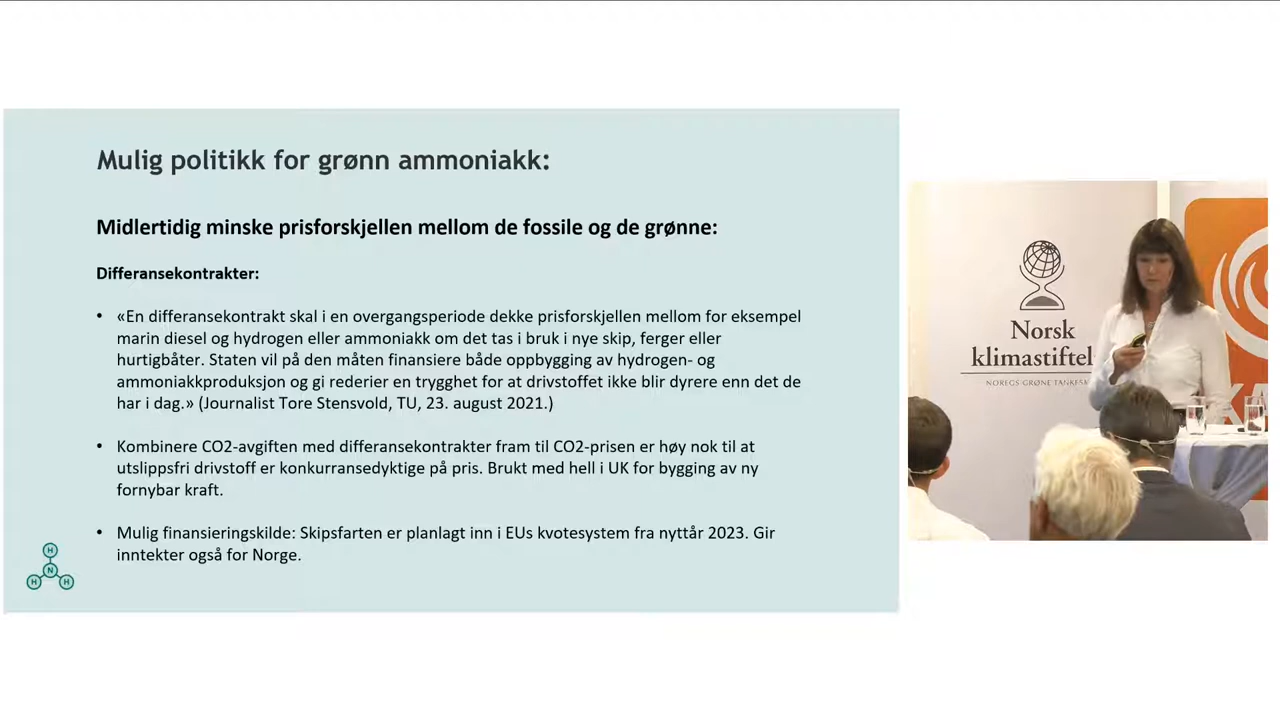 Mulig politikk for grønn ammoniakk:
Midlertidig minske prisforskjellen mellom de fossile og de grønne:
Differansekontrakter:
• «En differansekontrakt skal i en overgangsperiode dekke prisforskjellen mellom for eksempel
marin diesel og hydrogen eller ammoniakk om det tas i bruk i nye skip, ferger eller
hurtigbåter. Staten vil på den måten finansiere både oppbygging av hydrogen- og
ammoniakkproduksjon og gi rederier en trygghet for at drivstoffet ikke blir dyrere enn det de
har i dag.» (Journalist Tore Stensvold, TU, 23. august 2021.)
• Kombinere CO2-avgiften med differansekontrakter fram til CO2-prisen er høy nok til at
utslippsfri drivstoff er konkurransedyktige på pris. Brukt med hell i UK for bygging av ny
fornybar kraft.
• Mulig finansieringskilde: Skipsfarten er planlagt inn i EUs kvotesystem fra nyttår 2023. Gir
inntekter også for Norge.
H
N
H
H
Norsk
klimastiftel
NOREGS GRØNE TANKESM